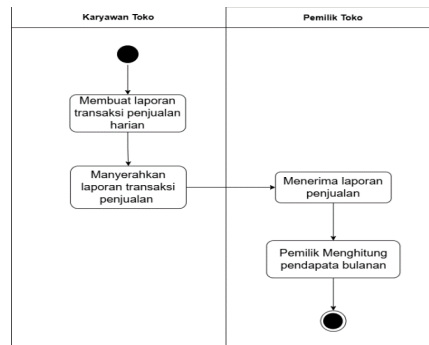 Karyawan Toko
Pemilik Toko
Membuat laporan
transaksi penjualan
harian
Manyerahkan
laporan transaksi
penjualan
Menerima laporan
penjualan
Pemilik Menghitung
pendapata bulanan